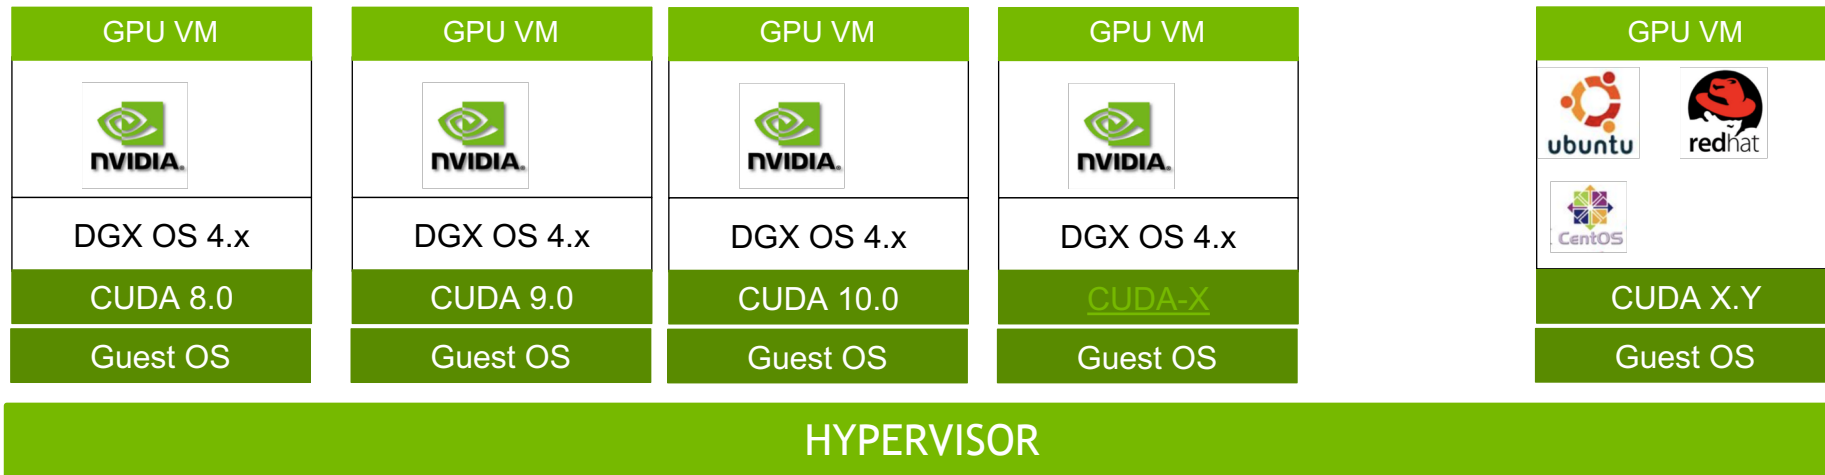 GPU VM
NVIDIA.
DGX OS 4.x
CUDA 8.0
Guest OS
GPU VM
NVIDIA.
DGX OS 4.x
CUDA 9.0
Guest OS
GPU VM
NVIDIA.
DGX OS 4.x
CUDA 10.0
Guest OS
GPU VM
NVIDIA.
DGX OS 4.x
CUDA-X
Guest OS
GPU VM
ubuntu
redhat
CentOS
CUDA X.Y
Guest OS
HYPERVISOR